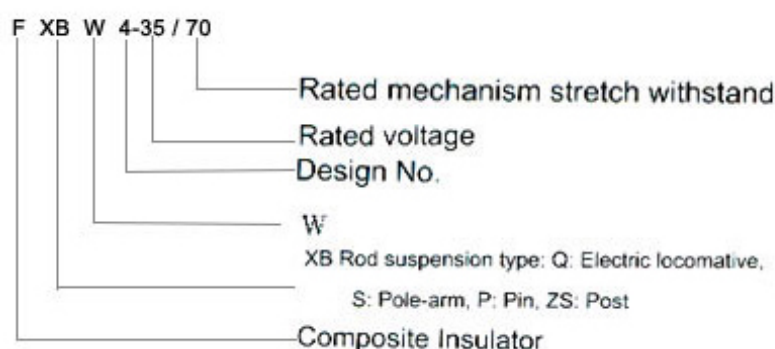 F XB W 4-35 / 70
Rated mechanism stretch withstand
Rated voltage
Design No.
W
XB Rod suspension type: Q: Electric locomative,
S: Pole-arm, P: Pin, ZS: Post
Composite Insulator